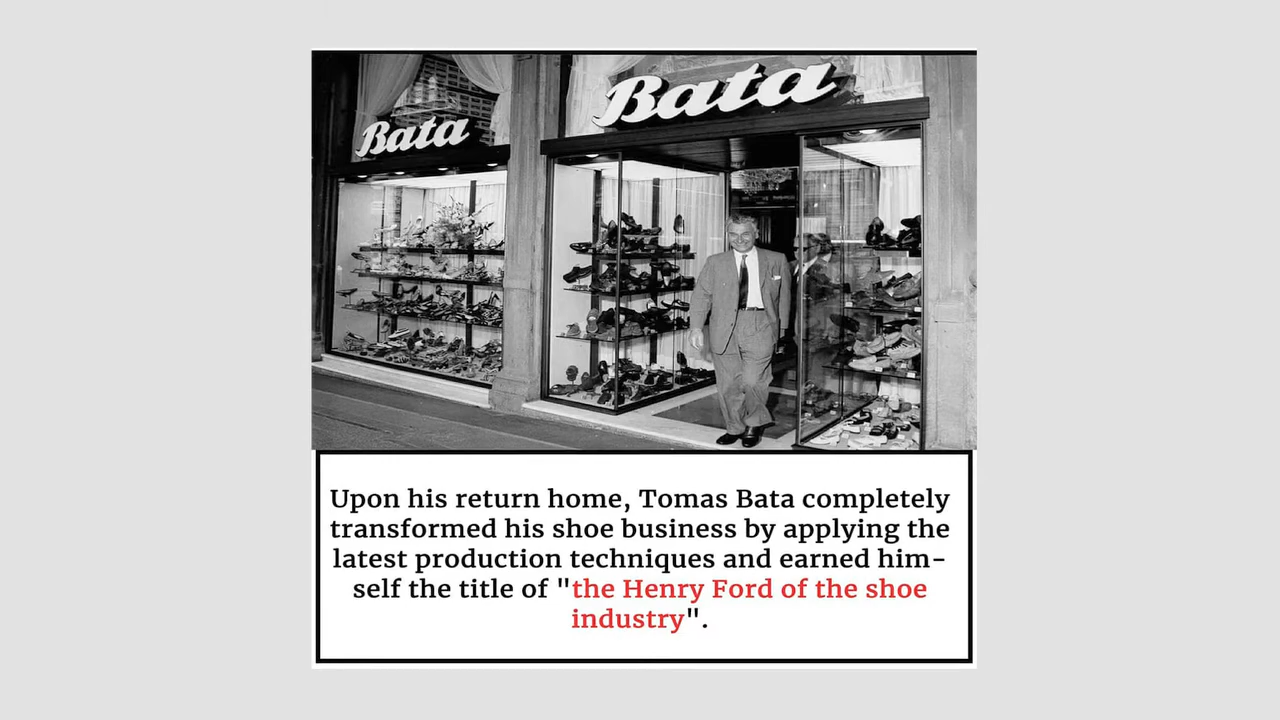 Bata
Bata
Upon his return home, Tomas Bata completely
transformed his shoe business by applying the
latest production techniques and earned him-
self the title of "the Henry Ford of the shoe
industry".